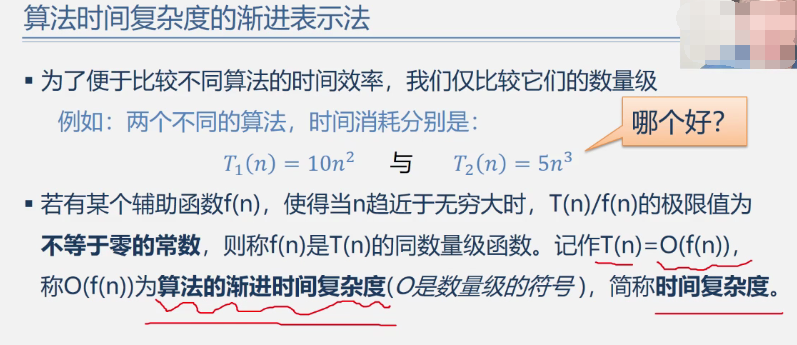 算法时间复杂度的渐进表示法
▪ 为了便于比较不同算法的时间效率，我们仅比较它们的数量级
例如：两个不同的算法，时间消耗分别是：
哪个好？
T₁(n) = 10n² 与 T₂(n) = 5n³
▪ 若有某个辅助函数f(n)，使得当n趋近于无穷大时，T(n)/f(n)的极限值为
不等于零的常数，则称f(n)是T(n)的同数量级函数。记作T(n)=O(f(n))，
称O(f(n))为算法的渐进时间复杂度(O是数量级的符号 )，简称时间复杂度。